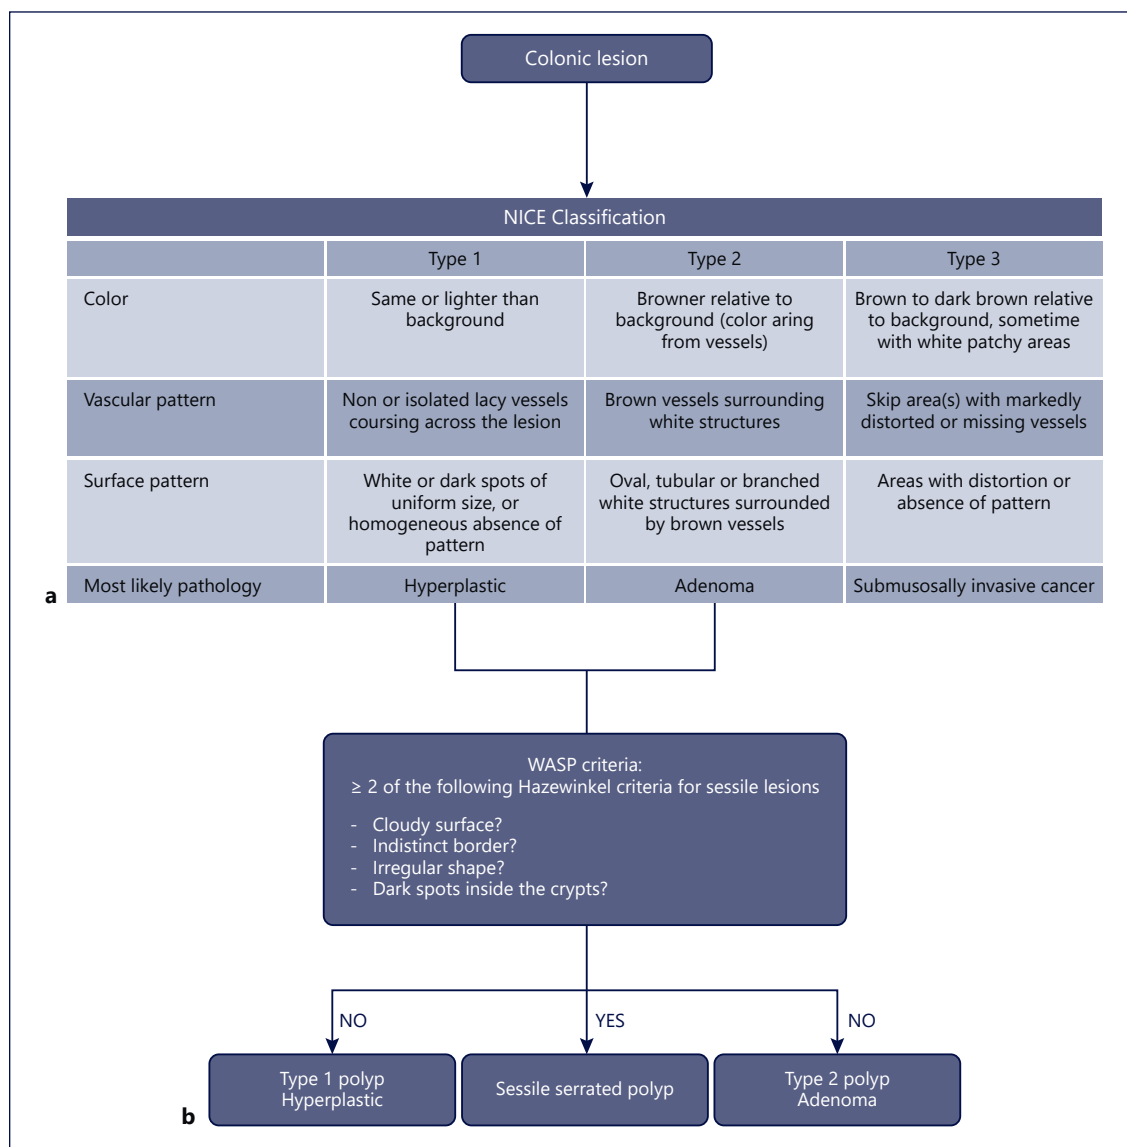 Colonic lesion
NICE Classification
Type 1
Type 2
Type 3
Color
Same or lighter than
background
Browner relative to
background (color aring
from vessels)
Brown to dark brown relative
to background, sometime
with white patchy areas
Vascular pattern
Non or isolated lacy vessels
coursing across the lesion
Brown vessels surrounding
white structures
Skip area(s) with markedly
distorted or missing vessels
Surface pattern
White or dark spots of
uniform size, or
homogeneous absence of
pattern
Oval, tubular or branched
white structures surrounded
by brown vessels
Areas with distortion or
absence of pattern
a
Most likely pathology
Hyperplastic
Adenoma
Submusosally invasive cancer
WASP criteria:
≥ 2 of the following Hazewinkel criteria for sessile lesions
- Cloudy surface?
- Indistinct border?
- Irregular shape?
- Dark spots inside the crypts?
NO
YES
NO
b
Type 1 polyp
Hyperplastic
Sessile serrated polyp
Type 2 polyp
Adenoma